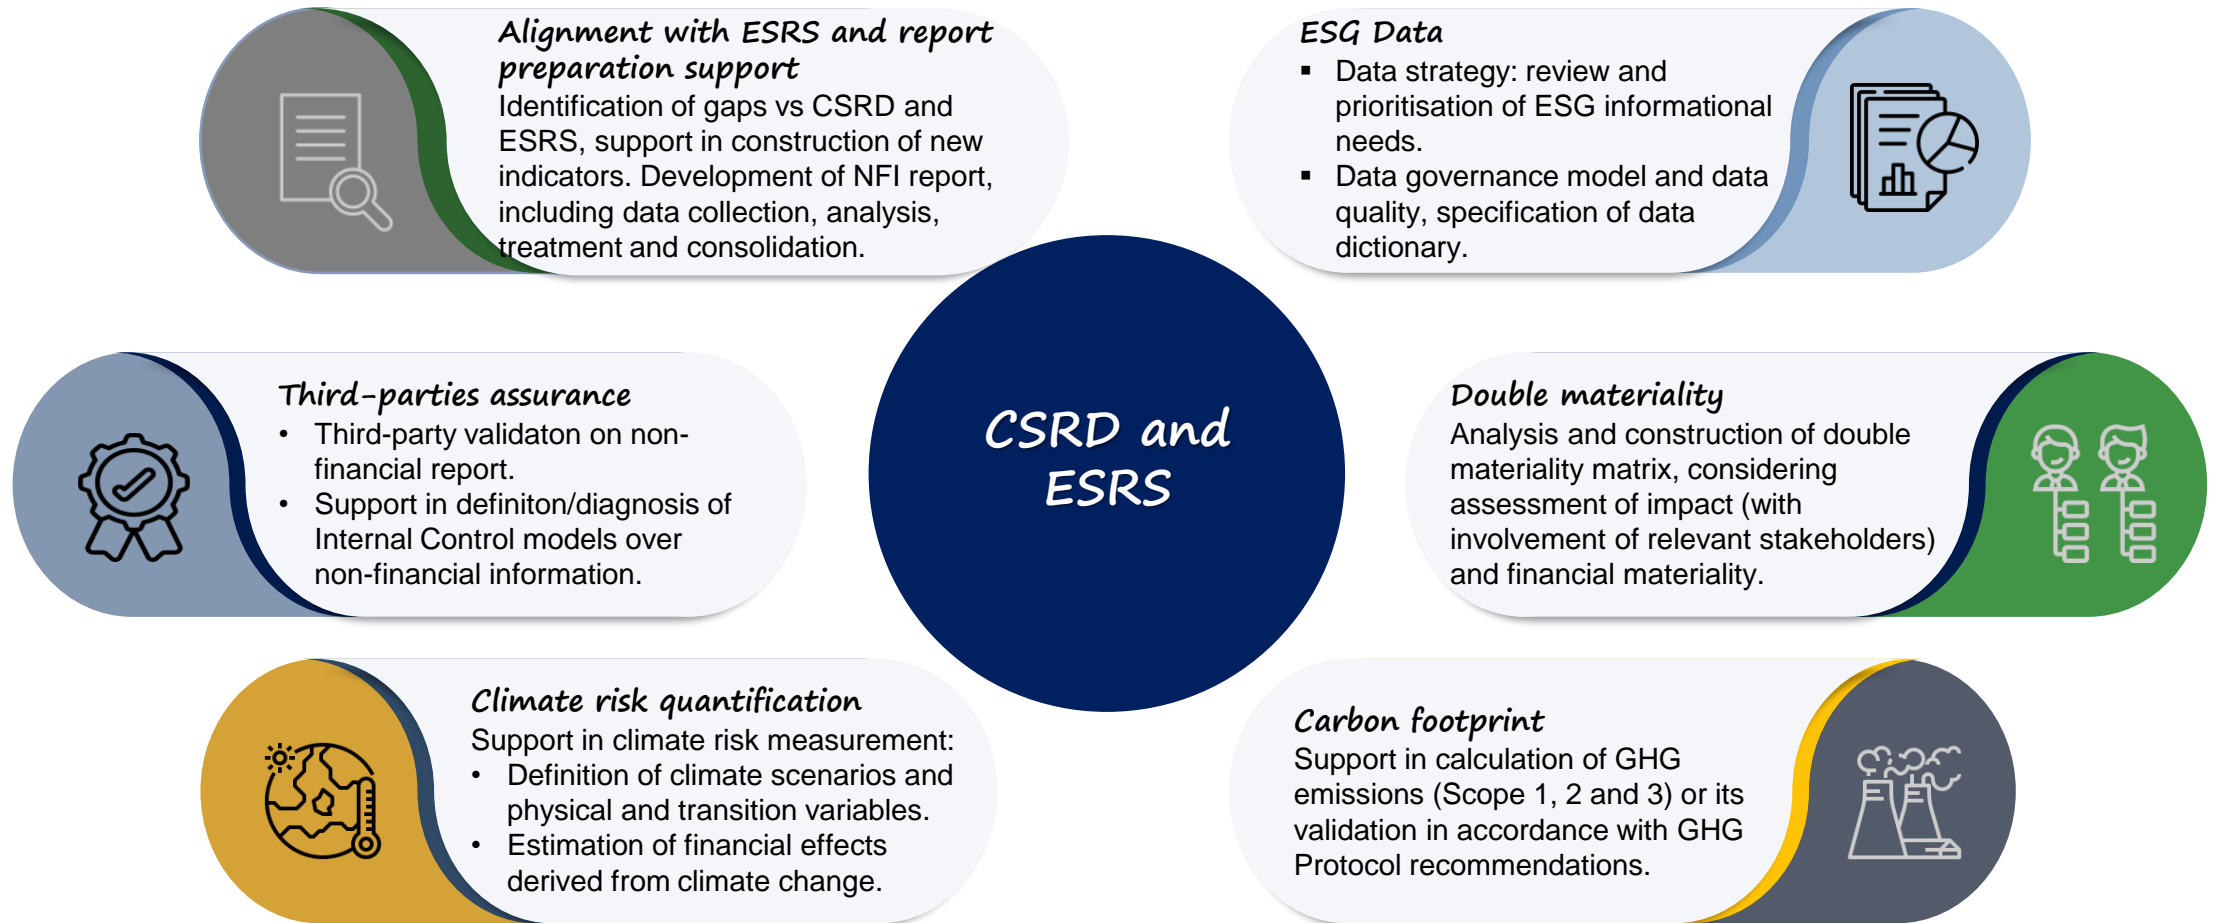 Alignment with ESRS and report
preparation support
Identification of gaps vs CSRD and
ESRS, support in construction of new
indicators. Development of NFI report,
including data collection, analysis,
treatment and consolidation.
ESG Data
▪ Data strategy: review and
prioritisation of ESG informational
needs.
▪ Data governance model and data
quality, specification of data
dictionary.
Third-parties assurance
• Third-party validaton on non-
financial report.
• Support in definiton/diagnosis of
Internal Control models over
non-financial information.
CSRD and
ESRS
Double materiality
Analysis and construction of double
materiality matrix, considering
assessment of impact (with
involvement of relevant stakeholders)
and financial materiality.
Climate risk quantification
Support in climate risk measurement:
• Definition of climate scenarios and
physical and transition variables.
• Estimation of financial effects
derived from climate change.
Carbon footprint
Support in calculation of GHG
emissions (Scope 1, 2 and 3) or its
validation in accordance with GHG
Protocol recommendations.